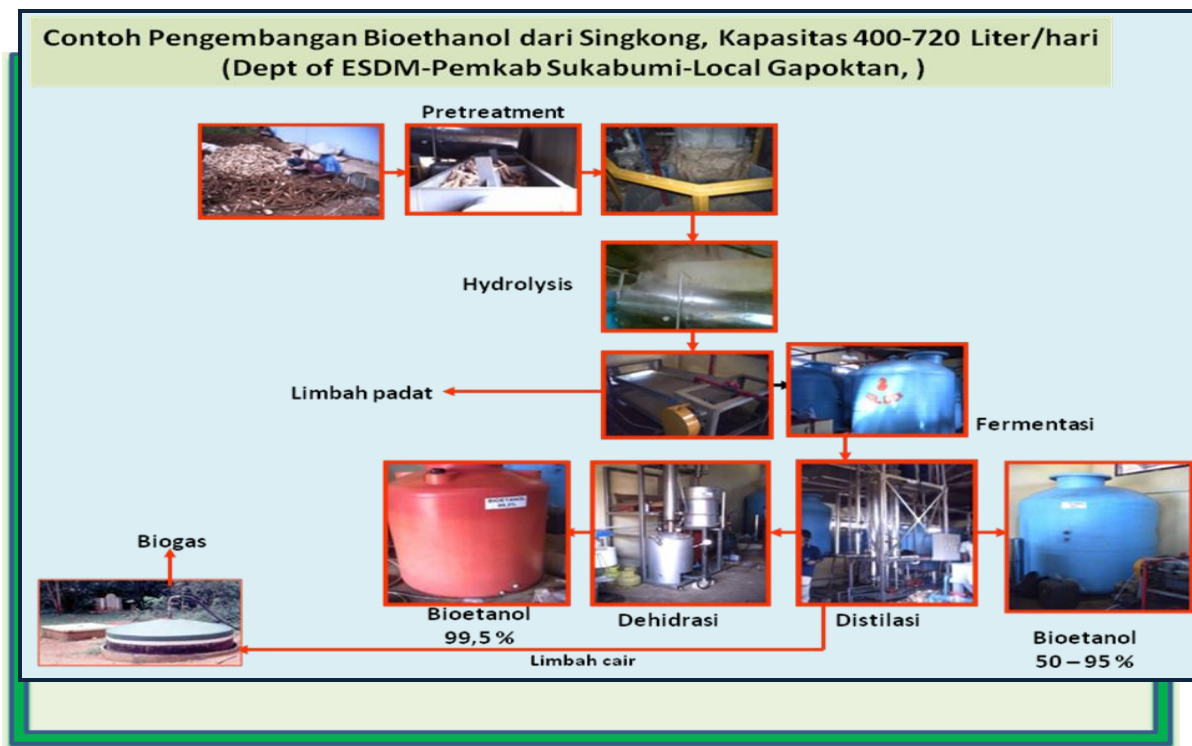 Contoh Pengembangan Bioethanol dari Singkong, Kapasitas 400-720 Liter/hari
(Dept of ESDM-Pemkab Sukabumi-Local Gapoktan, )
Pretreatment
Hydrolysis
Limbah padat
Fermentasi
Biogas
BIOETANOL
Bioetanol
99,5 %
Dehidrasi
Distilasi
Bioetanol
50 – 95 %
Limbah cair